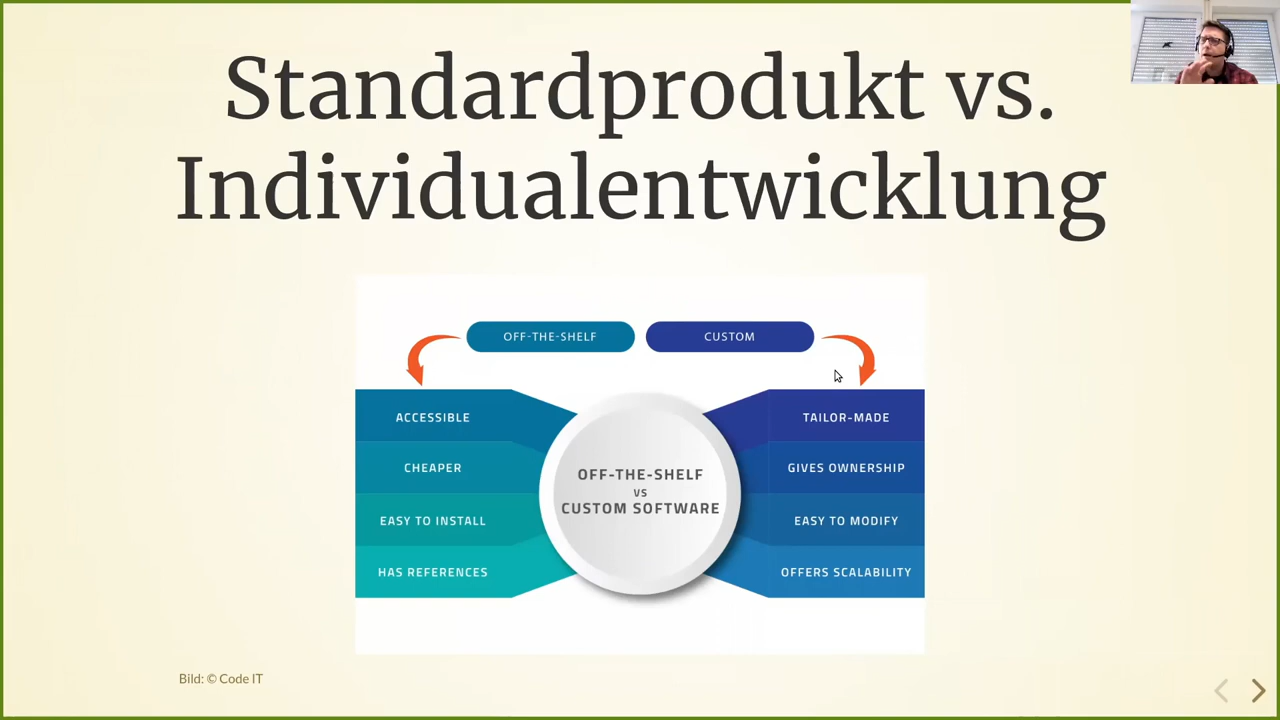 Standardprodukt vs.
Individualentwicklung
OFF-THE-SHELF
CUSTOM
ACCESSIBLE
CHEAPER
EASY TO INSTALL
HAS REFERENCES
OFF-THE-SHELF
VS
CUSTOM SOFTWARE
TAILOR-MADE
GIVES OWNERSHIP
EASY TO MODIFY
OFFERS SCALABILITY
Bild: © Code IT